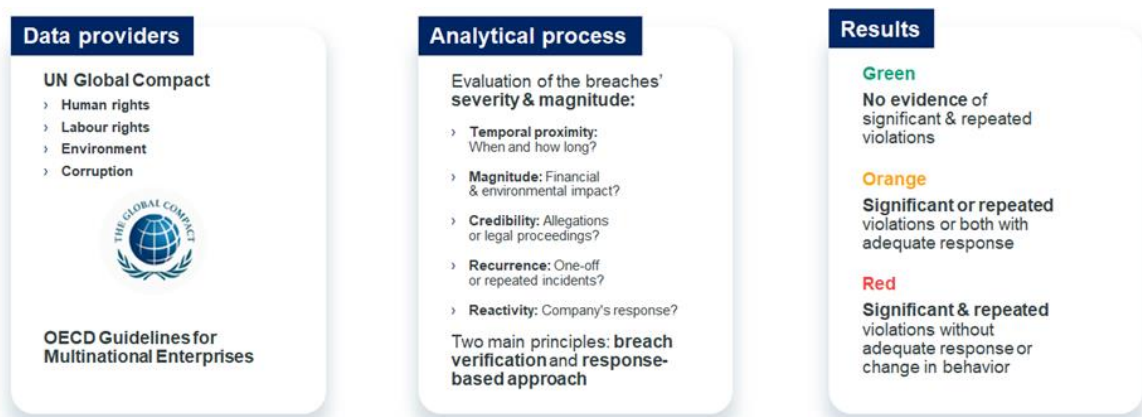 Data providers
UN Global Compact
› Human rights
› Labour rights
› Environment
› Corruption
THE GLOBAL COMPACT
OECD Guidelines for
Multinational Enterprises
Analytical process
Evaluation of the breaches'
severity & magnitude:
› Temporal proximity:
When and how long?
› Magnitude: Financial
& environmental impact?
› Credibility: Allegations
or legal proceedings?
› Recurrence: One-off
or repeated incidents?
› Reactivity: Company's response?
Two main principles: breach
verification and response-
based approach
Results
Green
No evidence of
significant & repeated
violations
Orange
Significant or repeated
violations or both with
adequate response
Red
Significant & repeated
violations without
adequate response or
change in behavior